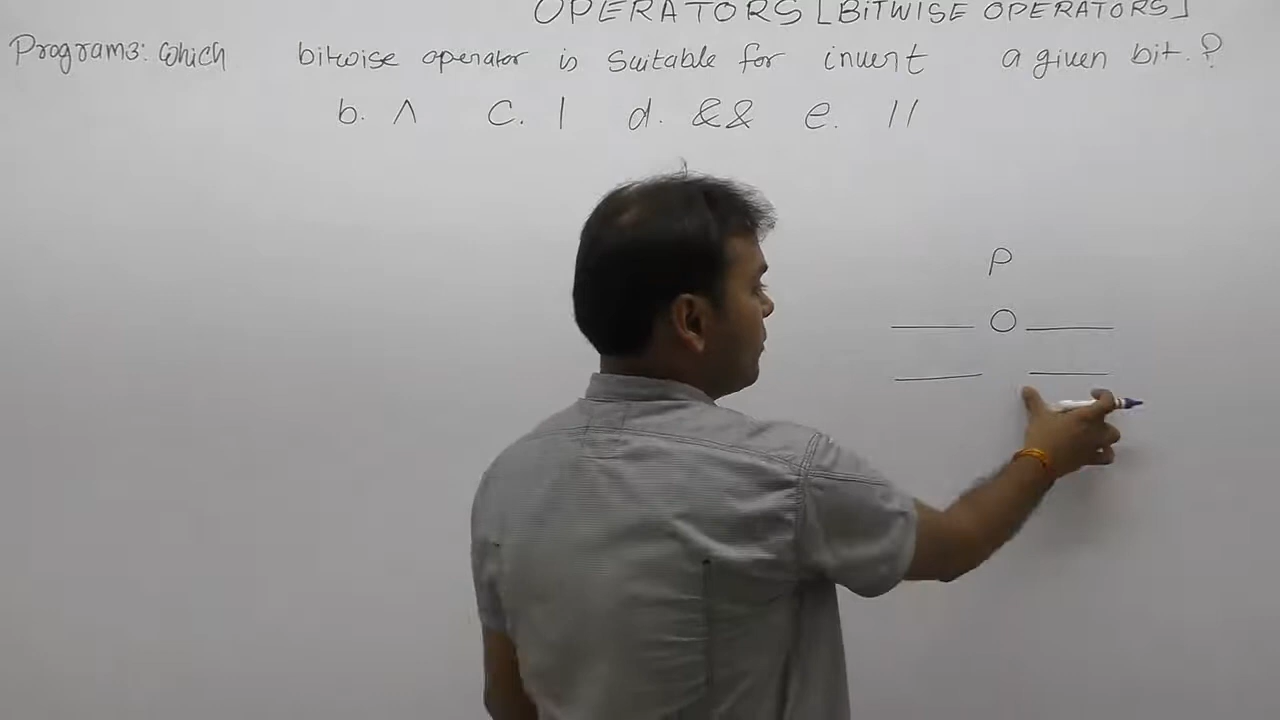 OPERATORS [BITWISE OPERATORS]
Program3: Which bitwise operator is suitable for invert a given bit.?
b. ^ C. | d. && e. ||
P
0